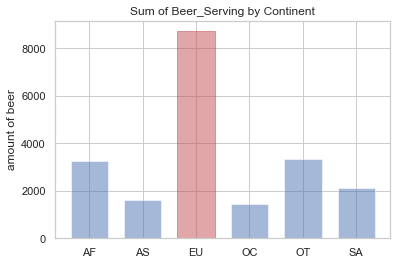 Sum of Beer_Serving by Continent
amount of beer
8000
6000
4000
2000
0
AF AS EU OC OT SA